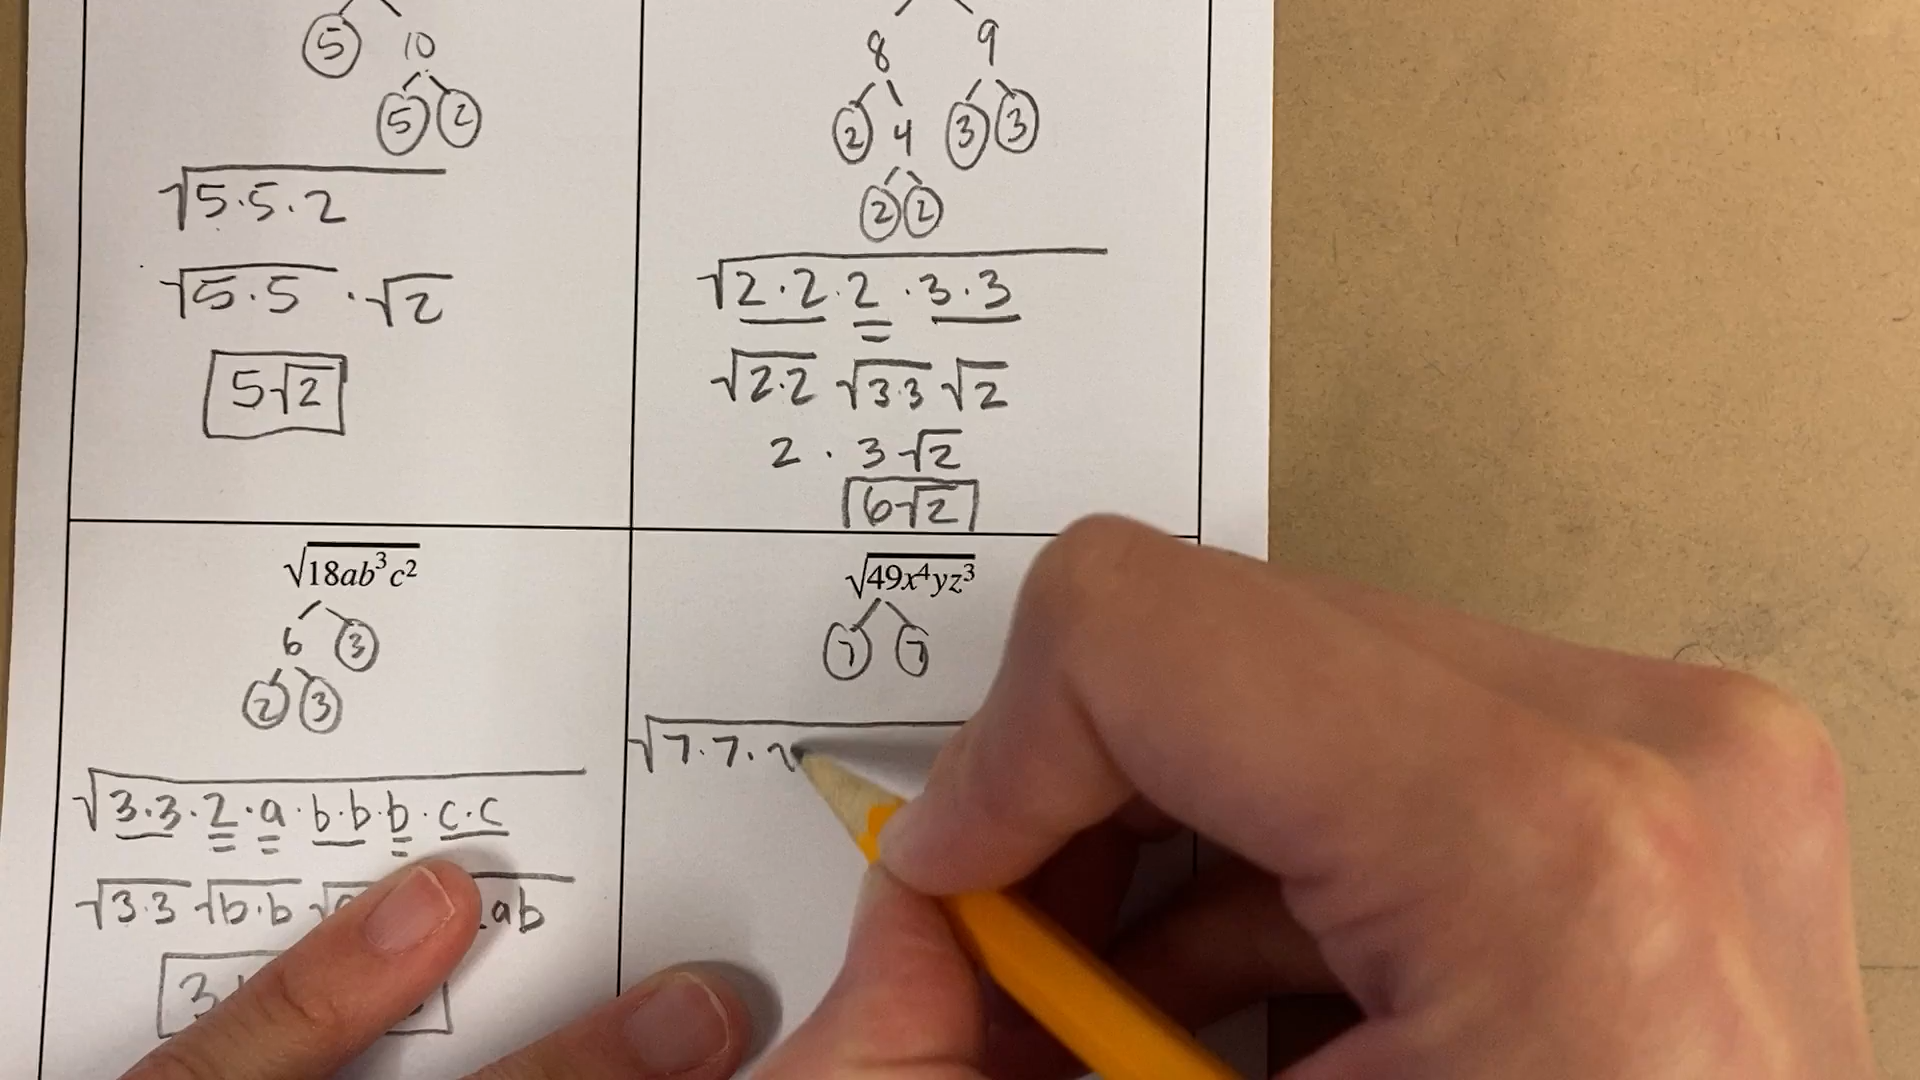 5 10
5 2
√5·5·2
√5·5 · √2
5√2
8 9
2 4 3 3
2 2
√2·2·2·3·3
√2·2 √3·3 √2
2 · 3√2
6√2
√18ab³c²
6 3
2 3
√3·3·2·a·b·b·b·c·c
√3·3 √b·b √ ab
3
√49x⁴yz³
7 7
√7·7·